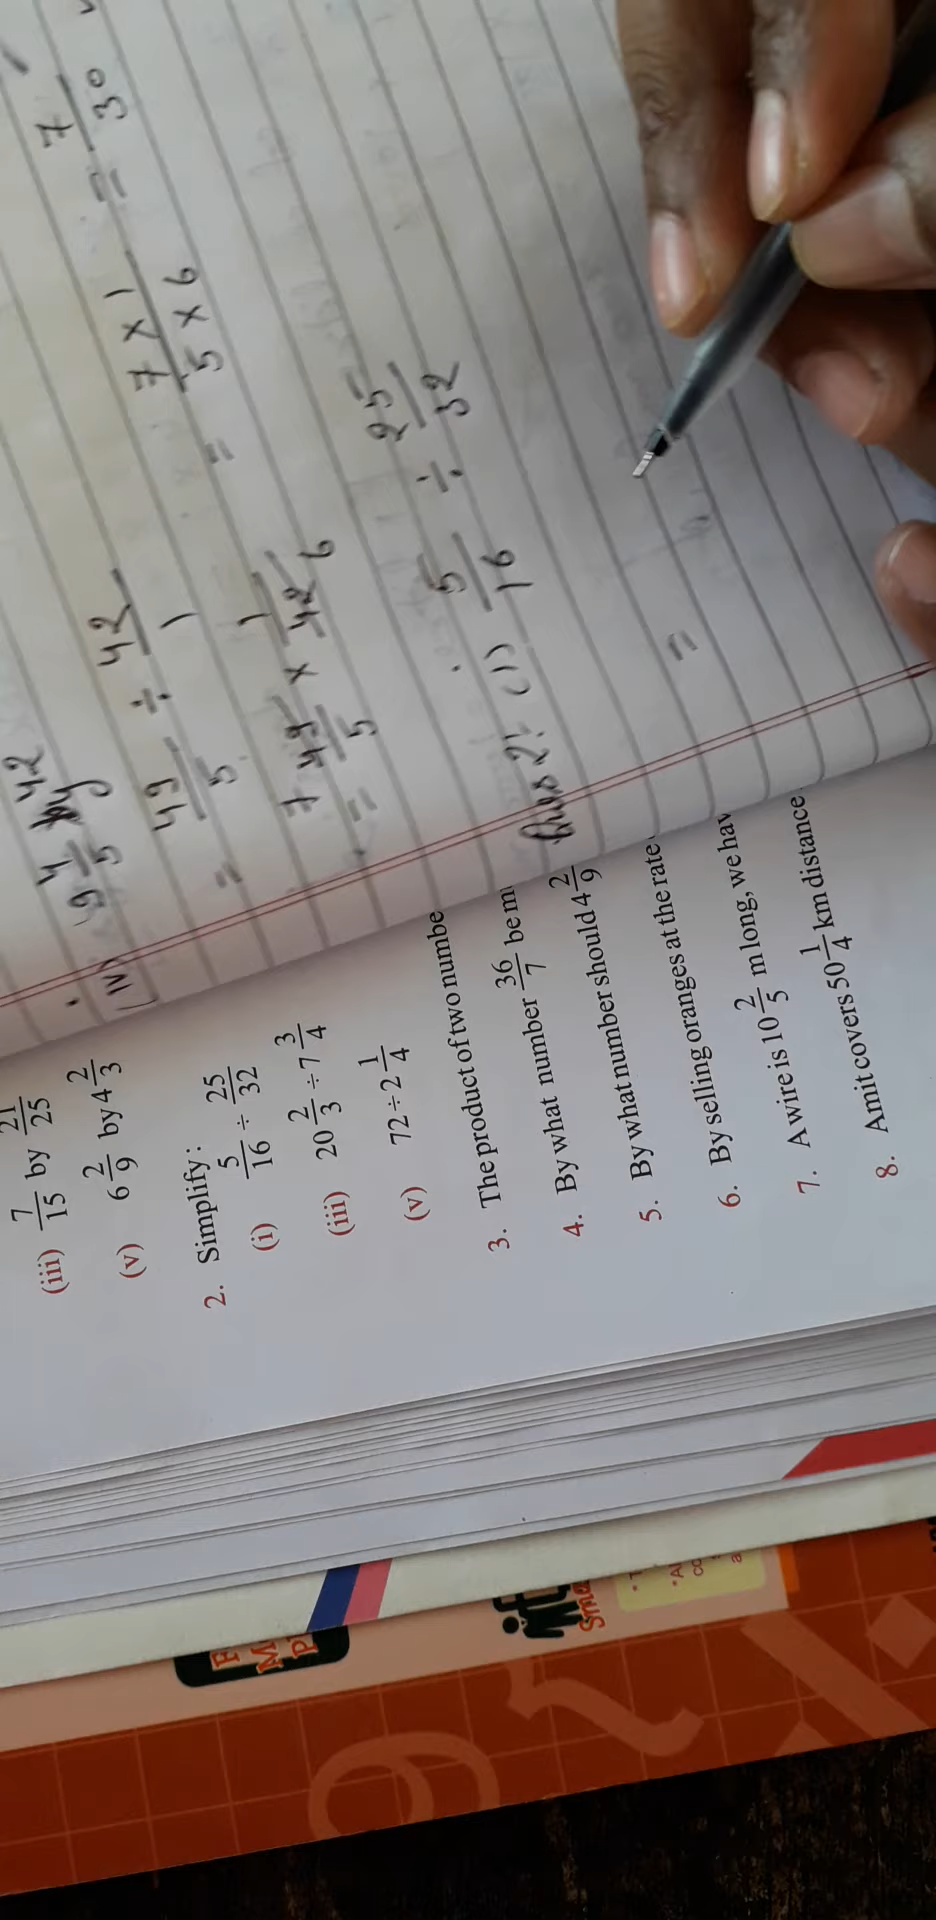 (iii) 7/15 by 21/25
(v) 6 2/9 by 4 2/3
2. Simplify:
(i) 5/16 ÷ 25/32
(iii) 20 2/3 ÷ 7 3/4
(v) 72 ÷ 2 1/4
3. The product of two numbe
4. By what number 36/7 be m
5. By what number should 4 2/9
6. By selling oranges at the rate
7. A wire is 10 2/5 m long, we hav
8. Amit covers 50 1/4 km distance
(iv) 9 4/5 by 42
= 49/5 ÷ 42/1
= 7 49/5 × 1/42 6 = 7 × 1/5 × 6 = 7/30
Ques 2: (1) 5/16 ÷ 25/32
=